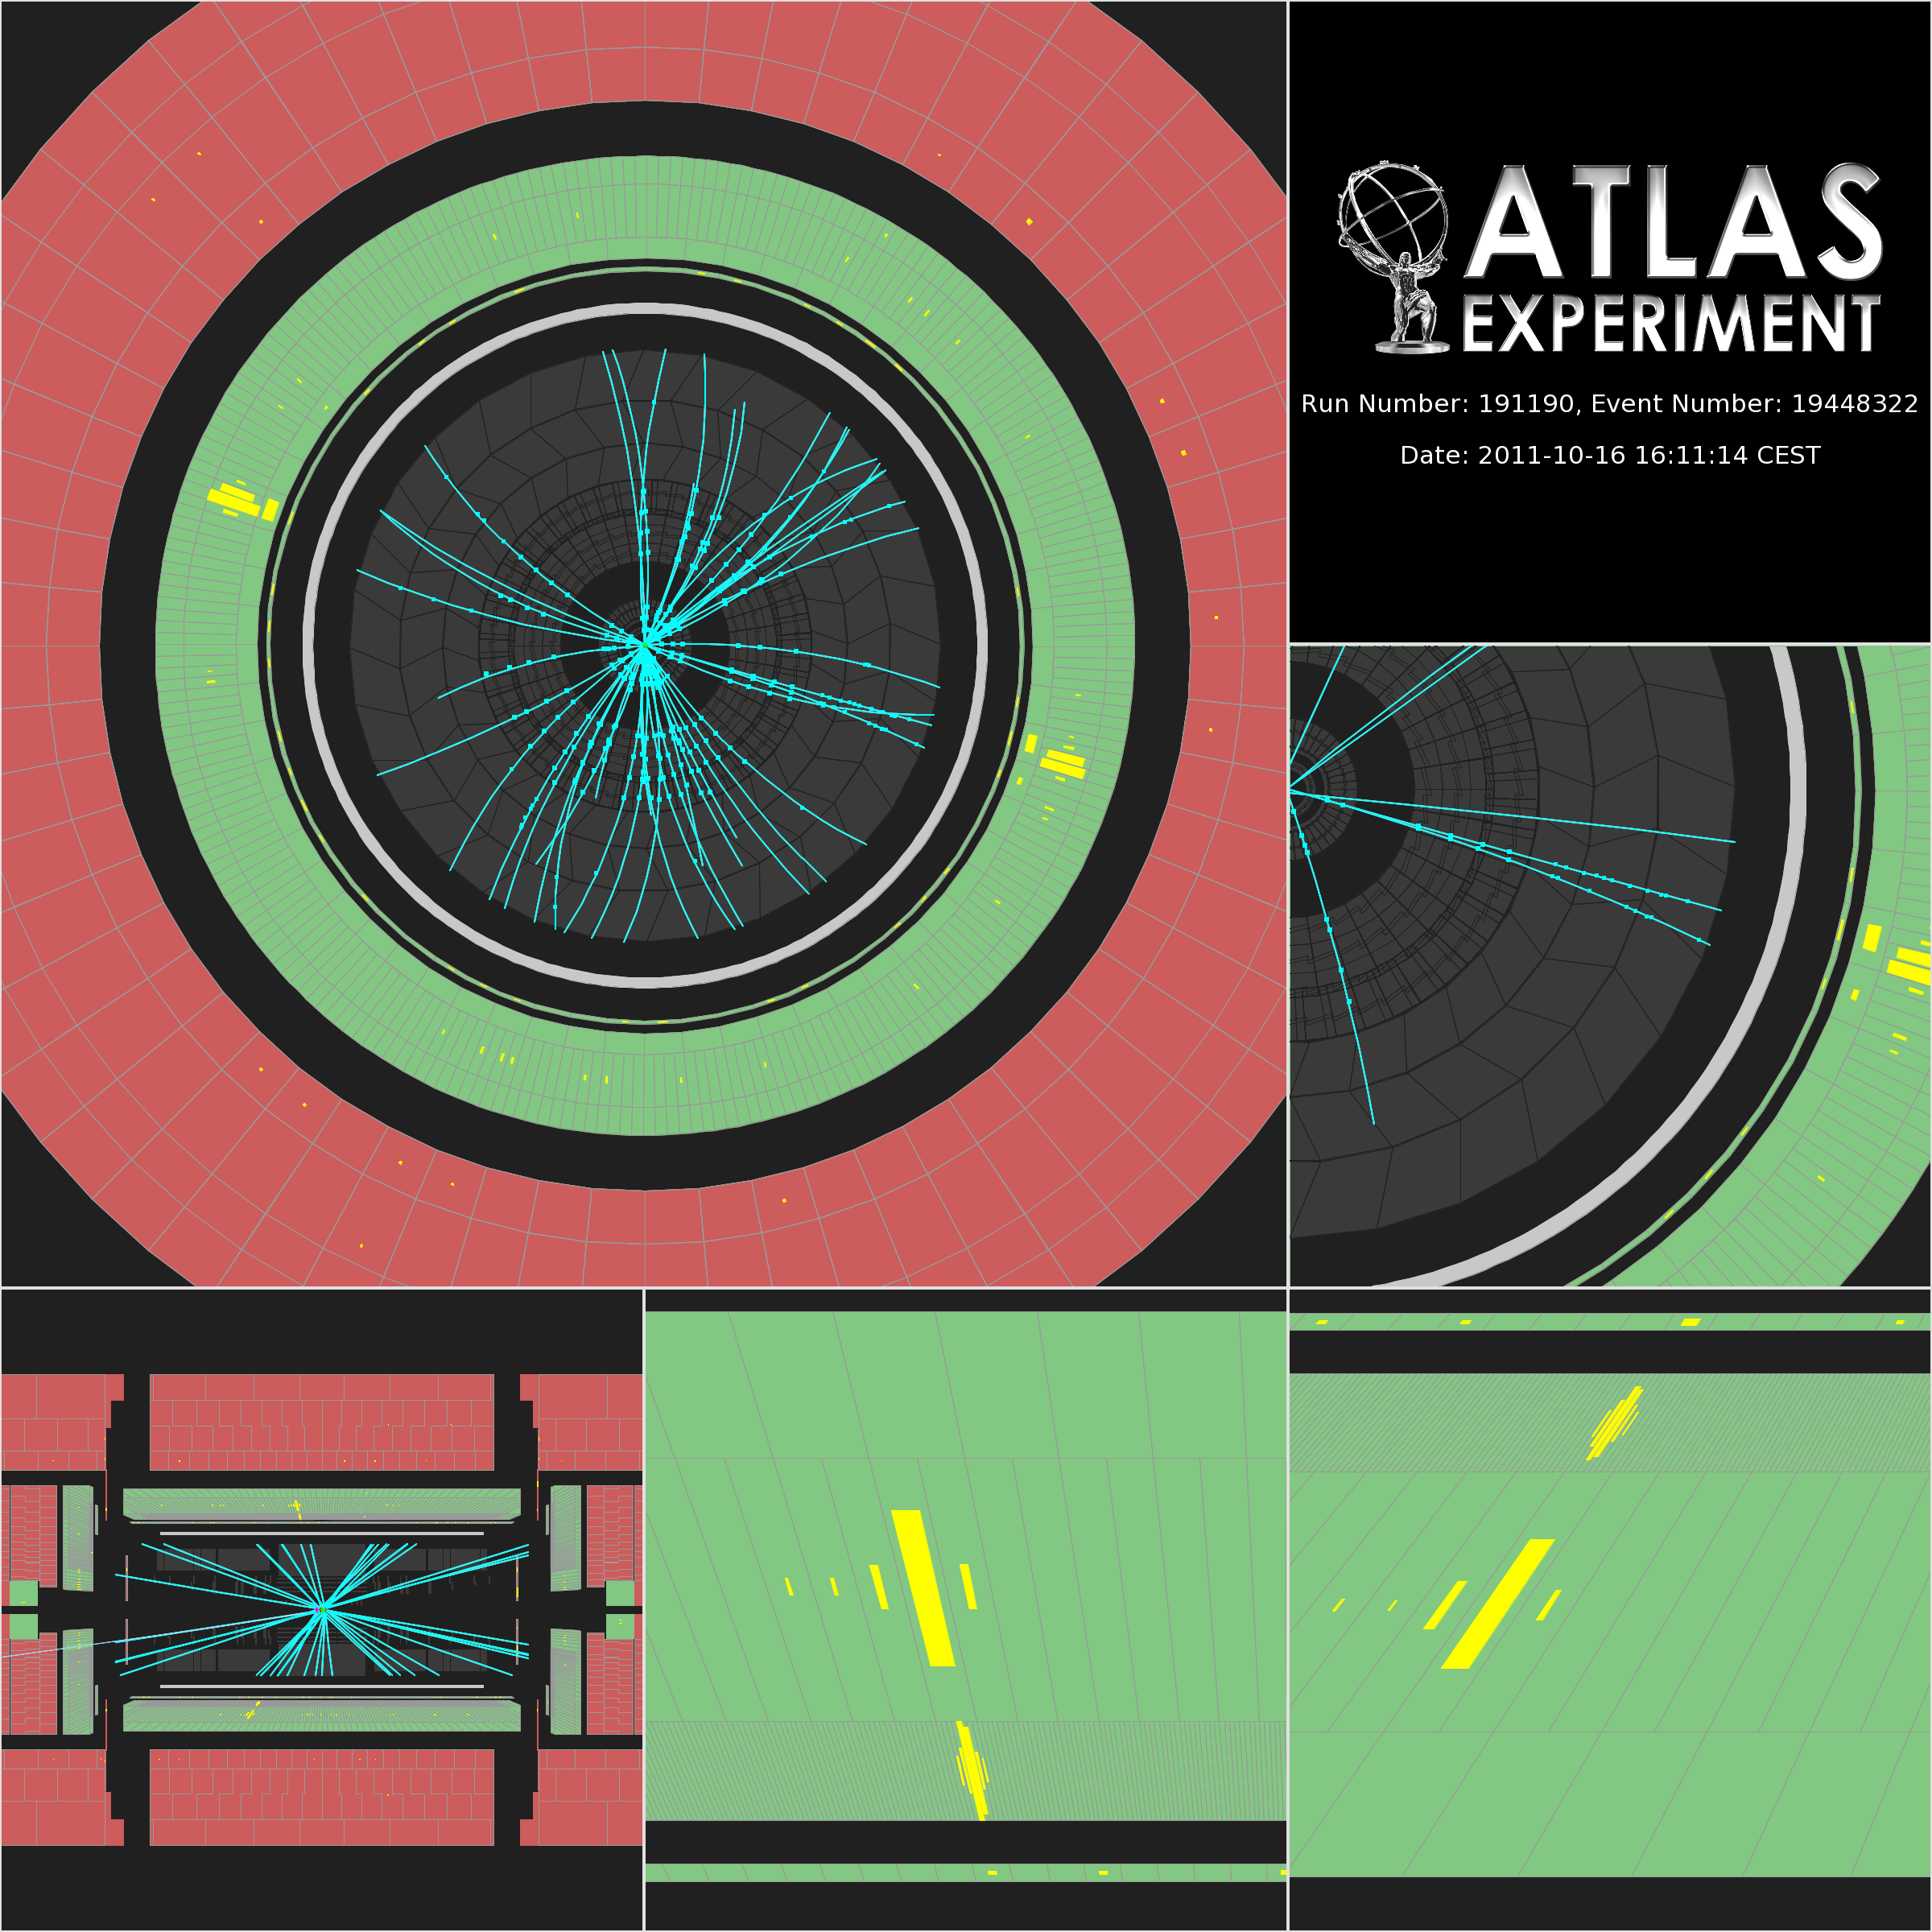 ATLAS
EXPERIMENT
Run Number: 191190, Event Number: 19448322
Date: 2011-10-16 16:11:14 CEST